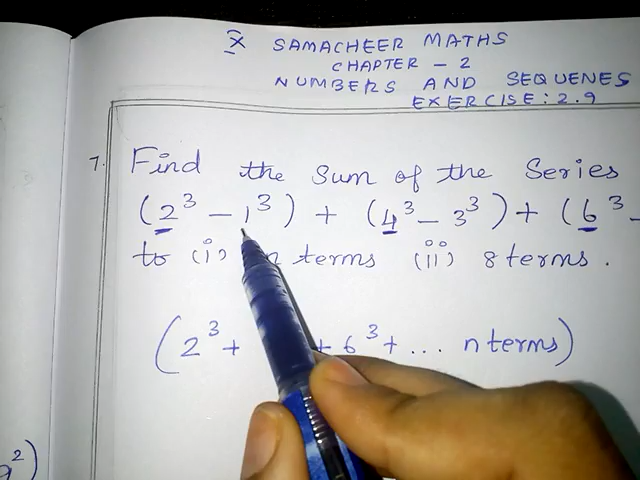 X SAMACHEER MATHS
CHAPTER - 2
NUMBERS AND SEQUENES
EXERCISE: 2.9
7. Find the Sum of the Series
(2³ - 1³) + (4³ - 3³) + (6³ -
to (i) n terms (ii) 8 terms.
(2³ + + 6³ + ... n terms)
9²)